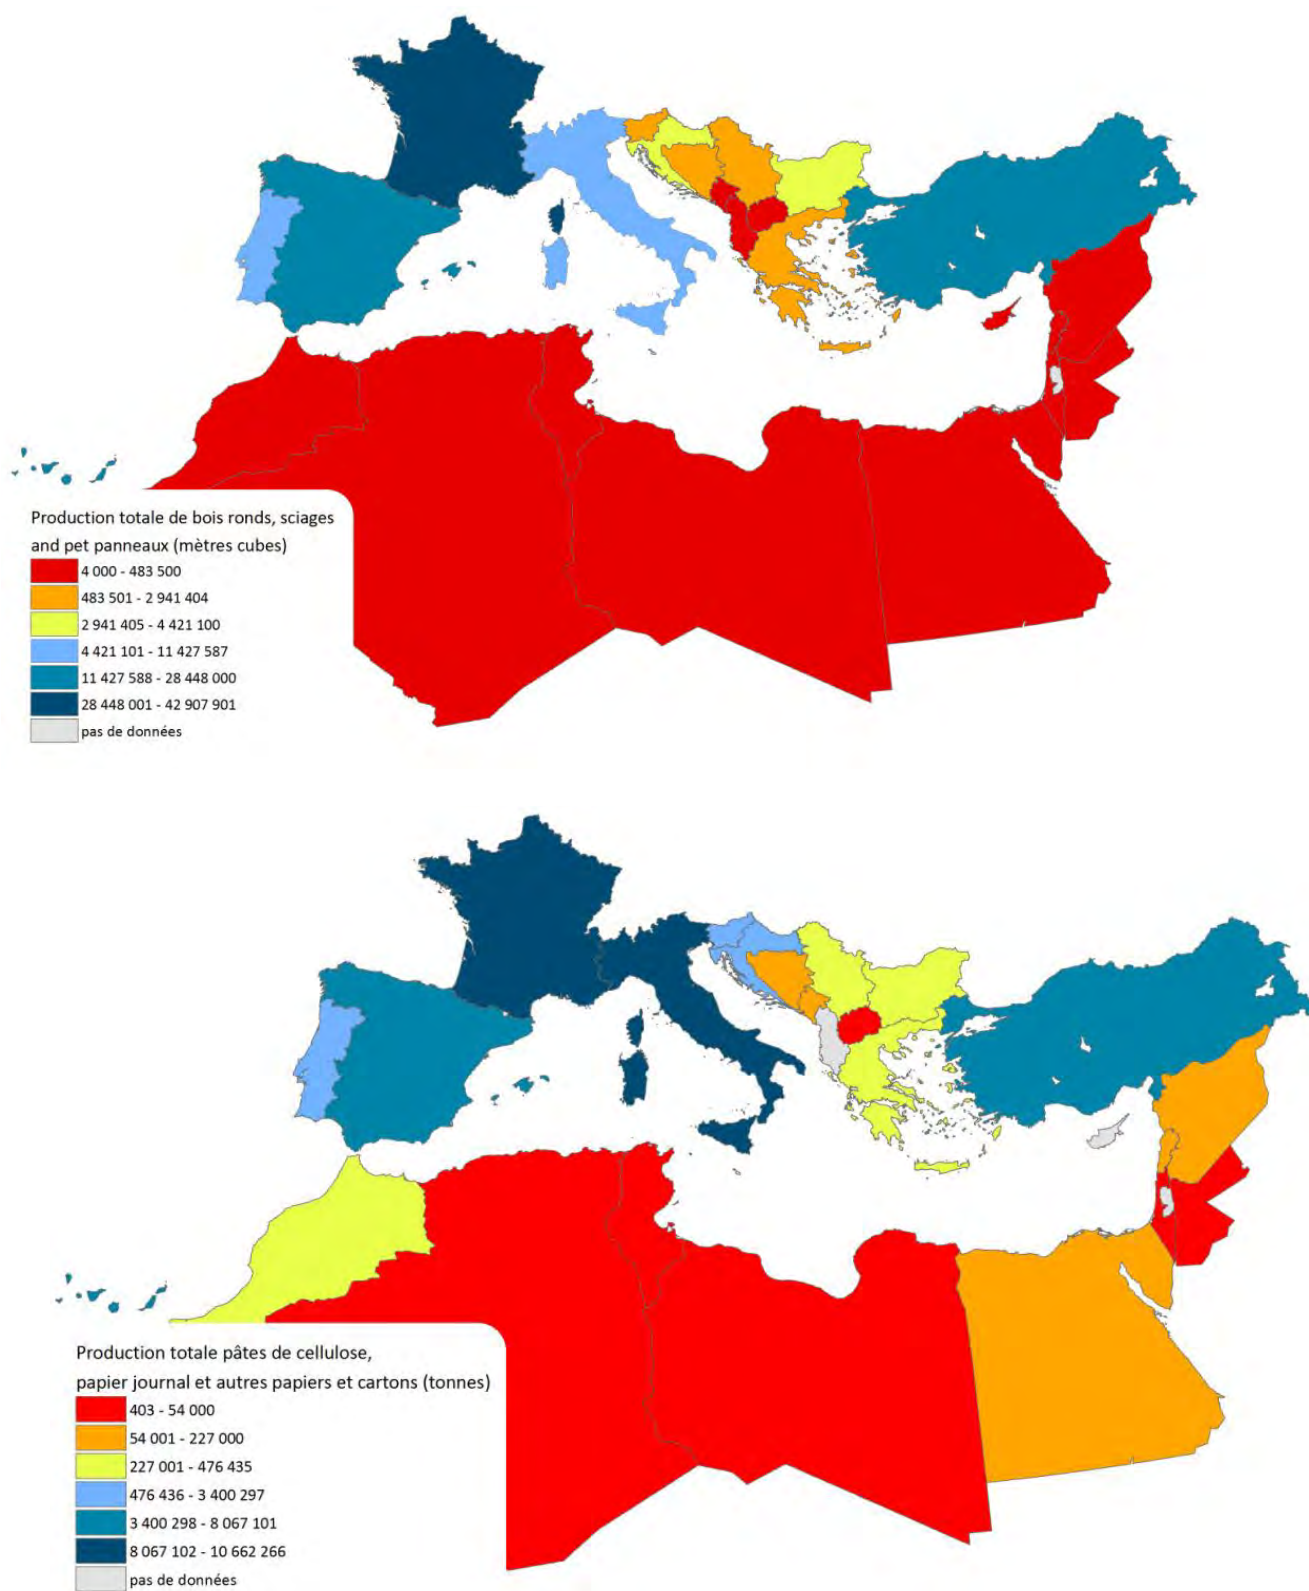 Production totale de bois ronds, sciages
and pet panneaux (mètres cubes)
4 000 - 483 500
483 501 - 2 941 404
2 941 405 - 4 421 100
4 421 101 - 11 427 587
11 427 588 - 28 448 000
28 448 001 - 42 907 901
pas de données
Production totale pâtes de cellulose,
papier journal et autres papiers et cartons (tonnes)
403 - 54 000
54 001 - 227 000
227 001 - 476 435
476 436 - 3 400 297
3 400 298 - 8 067 101
8 067 102 - 10 662 266
pas de données